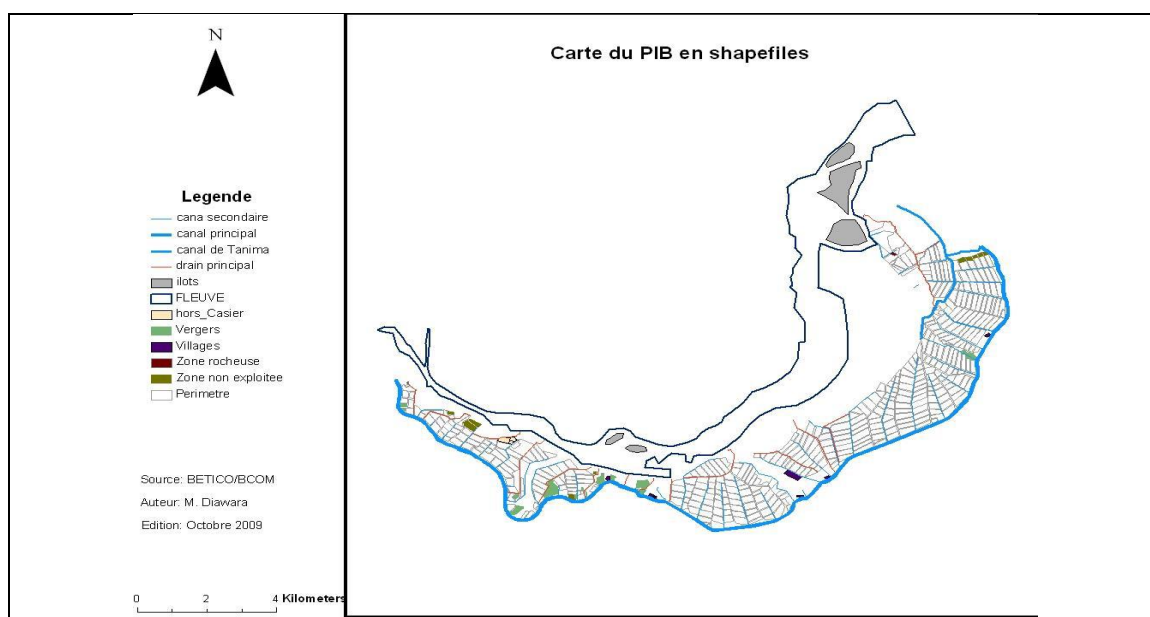 N
Carte du PIB en shapefiles
Legende
cana secondaire
canal principal
canal de Tanima
drain principal
ilots
FLEUVE
hors_Casier
Vergers
Villages
Zone rocheuse
Zone non exploitee
Perimetre
Source: BETICO/BCOM
Auteur: M. Diawara
Edition: Octobre 2009
0 2 4 Kilometers